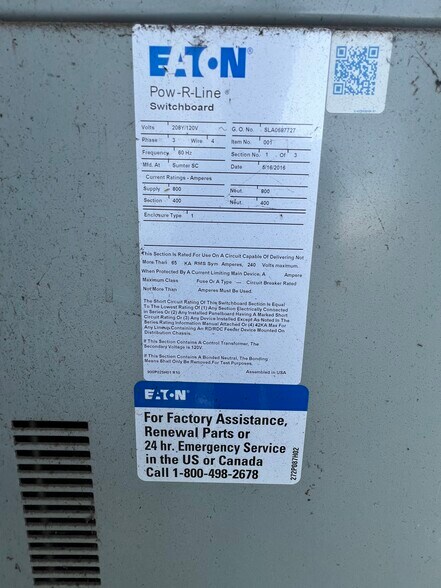 EATON
Pow-R-Line
Switchboard
Volts 208Y/120V G. O. No. SLA0687727
Phase 3 Wire 4 Item No. 00T
Frequency 60 Hz Section No. 1 Of 3
Mfd. At Sumter SC Date 5/16/2016
Current Ratings - Amperes
Supply 800 Neut. 800
Section 400 Neut. 400
Enclosure Type 1
This Section Is Rated For Use On A Circuit Capable Of Delivering Not
More Than 65 KA RMS Sym Amperes, 240 Volts maximum.
When Protected By A Current Limiting Main Device, A Ampere
Maximum Class Fuse Or A Type --- Circuit Breaker Rated
Not More Than Amperes Must Be Used.
The Short Circuit Rating Of This Switchboard Section Is Equal
To The Lowest Rating Of (1) Any Section Electrically Connected
In Series Or (2) Any Installed Panelboard Having A Marked Short
Circuit Rating Or (3) Any Device Installed Except As Noted In The
Series Rating Information Manual Attached Or (4) 42KA Max For
Any Lineup Containing An RD/RDC Feeder Device Mounted On
Distribution Chassis.
If This Section Contains A Control Transformer, The
Secondary Voltage is 120V.
If This Section Contains A Bonded Neutral, The Bonding
Means Shall Only Be Removed For Test Purposes.
Assembled in USA
EATON
For Factory Assistance,
Renewal Parts or
24 hr. Emergency Service
in the US or Canada
Call 1-800-498-2678
272P087H02